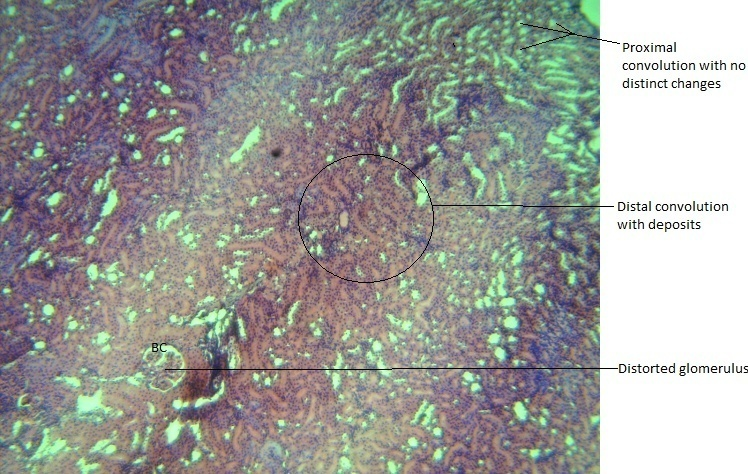 Proximal
convolution with no
distinct changes
Distal convolution
with deposits
BC
Distorted glomerulus